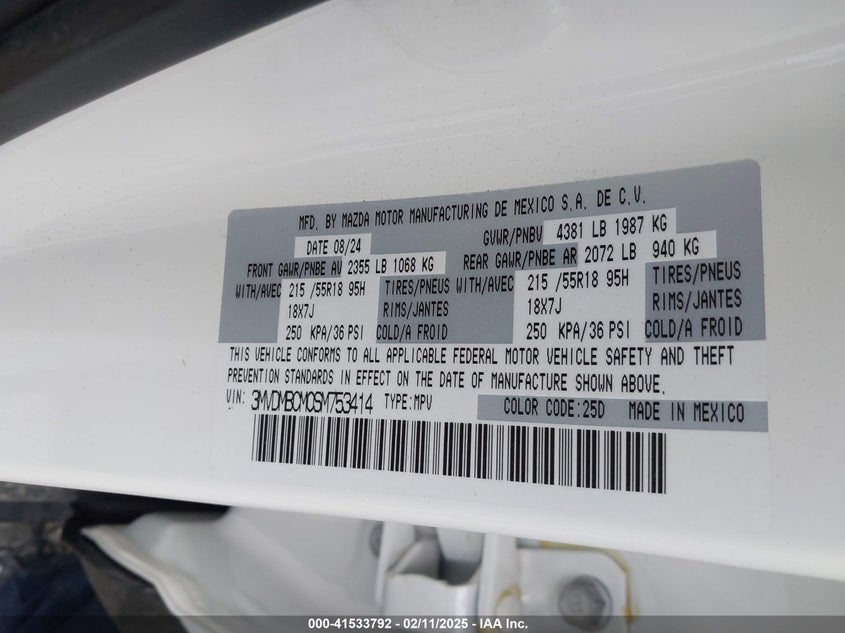 MFD. BY MAZDA MOTOR MANUFACTURING DE MEXICO S.A. DE C.V.
DATE 08/24 GVWR/PNBV 4381 LB 1987 KG
FRONT GAWR/PNBE AV 2355 LB 1068 KG REAR GAWR/PNBE AR 2072 LB 940 KG
WITH/AVEC 215 /55R18 95H TIRES/PNEUS WITH/AVEC 215 /55R18 95H TIRES/PNEUS
18X7J RIMS/JANTES 18X7J RIMS/JANTES
250 KPA/36 PSI COLD/A FROID 250 KPA/36 PSI COLD/A FROID
THIS VEHICLE CONFORMS TO ALL APPLICABLE FEDERAL MOTOR VEHICLE SAFETY AND THEFT
PREVENTION STANDARDS IN EFFECT ON THE DATE OF MANUFACTURE SHOWN ABOVE.
VIN: 3MVDMBCM0SM753414 TYPE:MPV COLOR CODE:25D MADE IN MEXICO
000-41533792 - 02/11/2025 - IAA Inc.